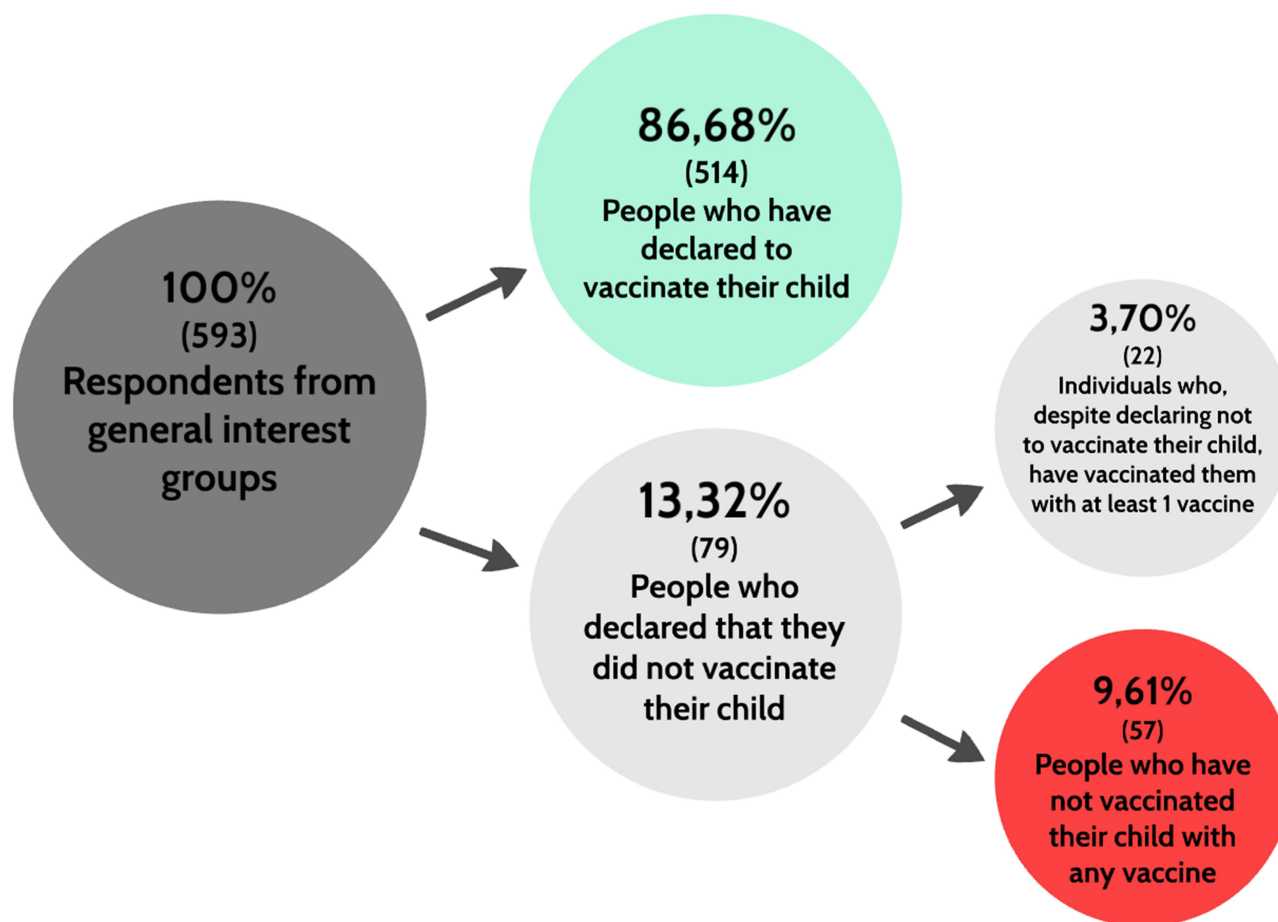 100%
(593)
Respondents from
general interest
groups
86,68%
(514)
People who have
declared to
vaccinate their child
13,32%
(79)
People who
declared that they
did not vaccinate
their child
3,70%
(22)
Individuals who,
despite declaring not
to vaccinate their child,
have vaccinated them
with at least 1 vaccine
9,61%
(57)
People who have
not vaccinated
their child with
any vaccine